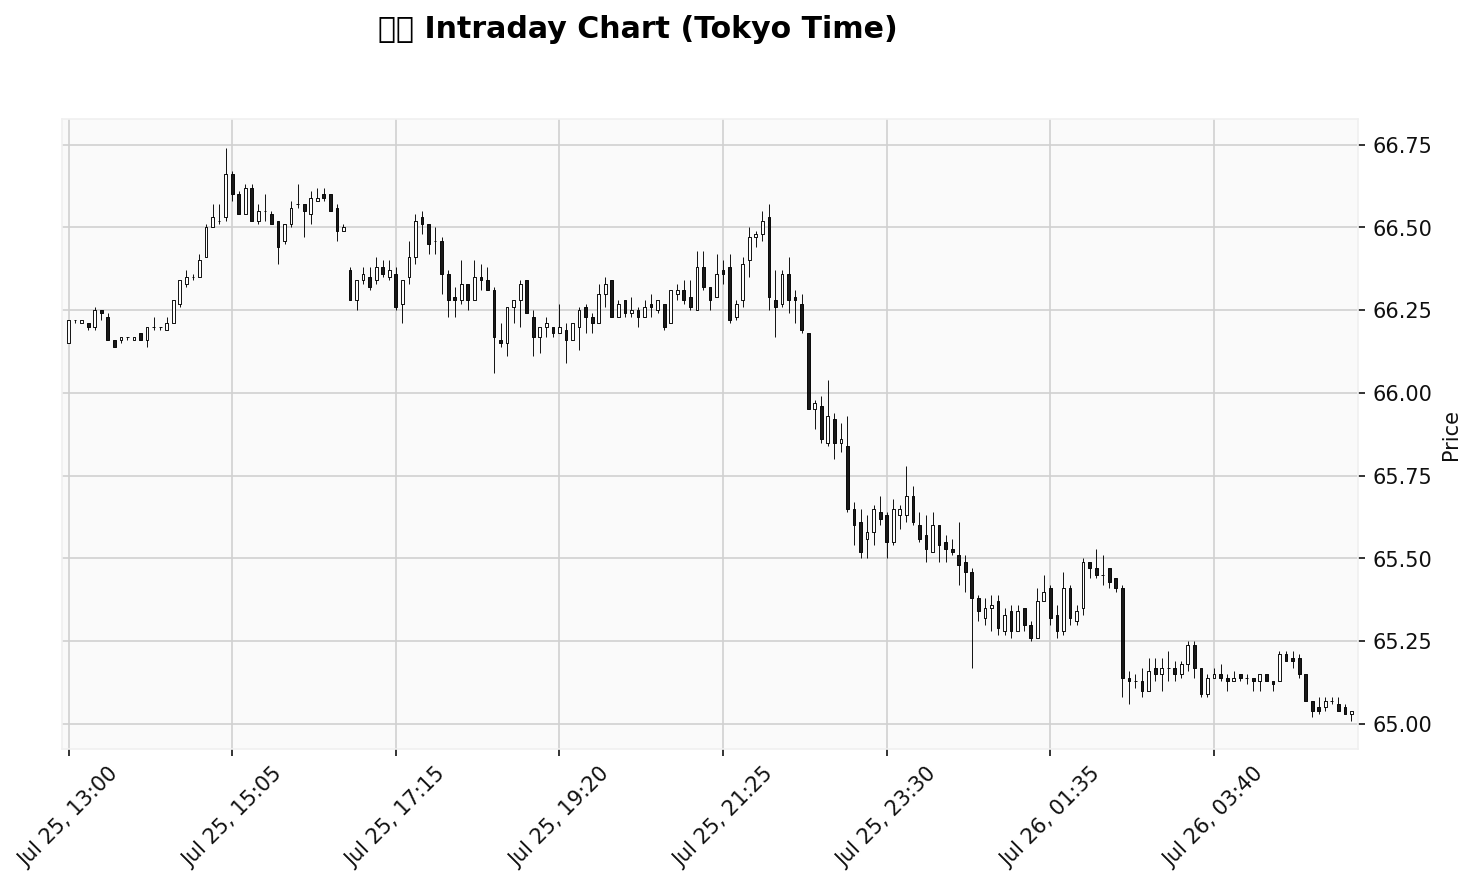 Intraday Chart (Tokyo Time)
66.75
66.50
66.25
66.00
65.75
65.50
65.25
65.00
Price
Jul 25, 13:00
Jul 25, 15:05
Jul 25, 17:15
Jul 25, 19:20
Jul 25, 21:25
Jul 25, 23:30
Jul 26, 01:35
Jul 26, 03:40